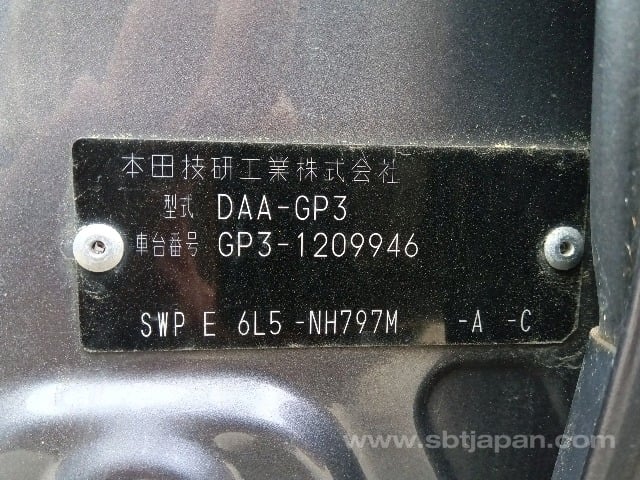 本田技研工業株式会社
型式 DAA-GP3
車台番号 GP3-1209946
SWP E 6L5 -NH797M -A -C
www.sbtjapan.com